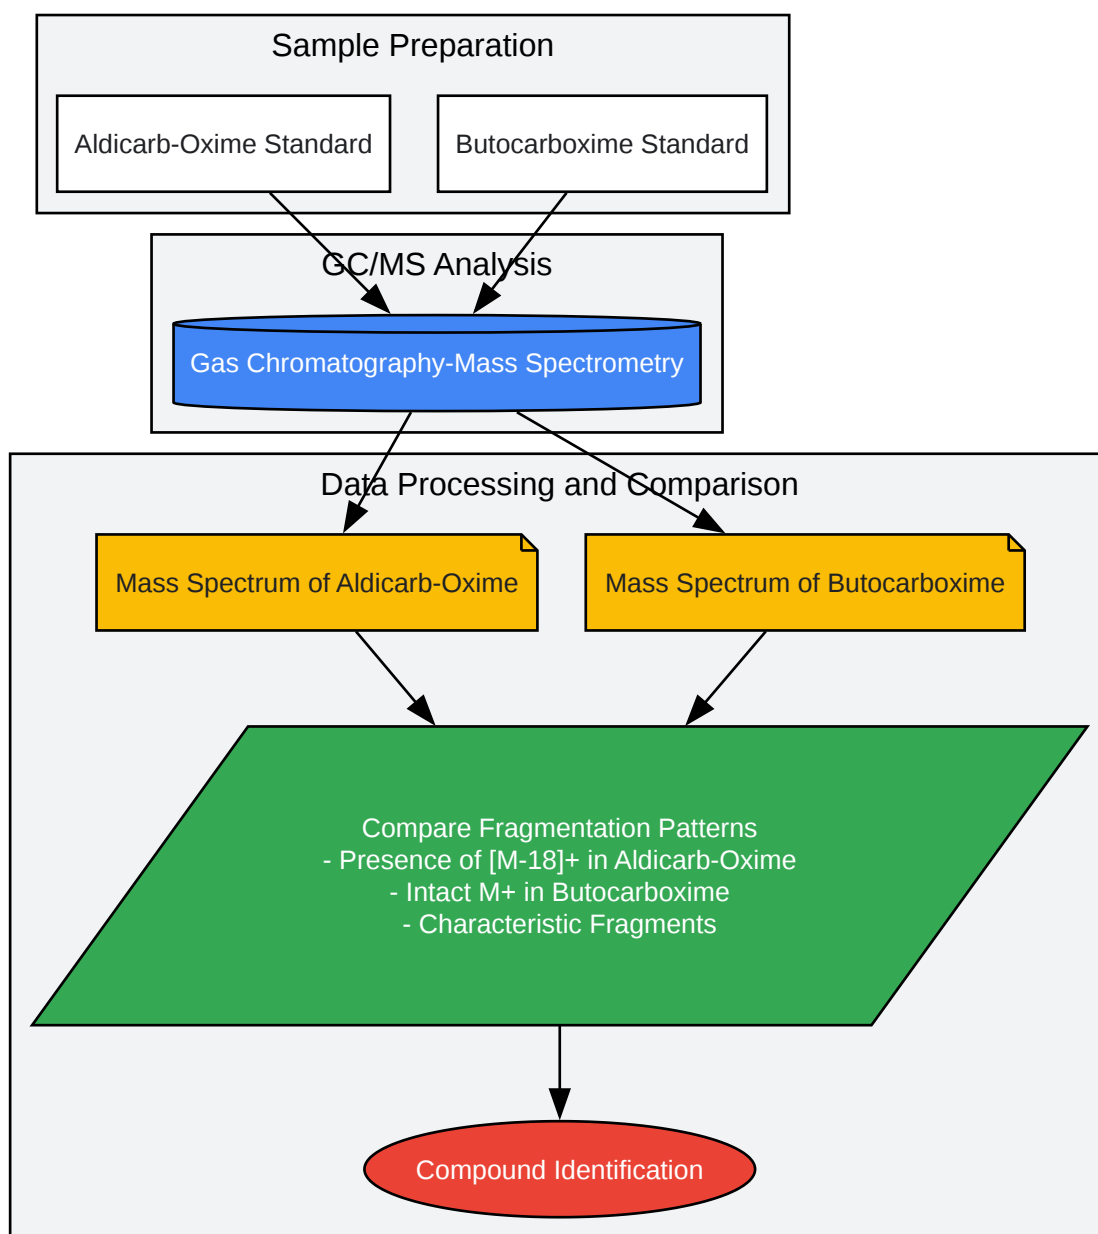 Sample Preparation
Aldicarb-Oxime Standard
Butocarboxime Standard
GC/MS Analysis
Gas Chromatography-Mass Spectrometry
Data Processing and Comparison
Mass Spectrum of Aldicarb-Oxime
Mass Spectrum of Butocarboxime
Compare Fragmentation Patterns
- Presence of [M-18]+ in Aldicarb-Oxime
- Intact M+ in Butocarboxime
- Characteristic Fragments
Compound Identification